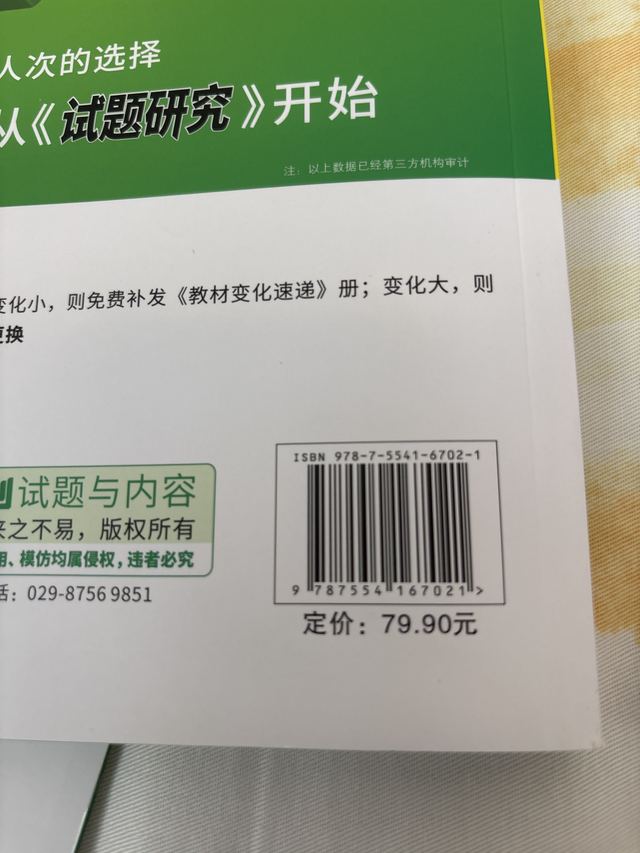 人次的选择
从《试题研究》开始
注：以上数据已经第三方机构审计
变化小，则免费补发《教材变化速递》册；变化大，则
更换
试题与内容
来之不易，版权所有
用、模仿均属侵权，违者必究
话：029-87569851
ISBN 978-7-5541-6702-1
9 787554 167021 >
定价：79.90元